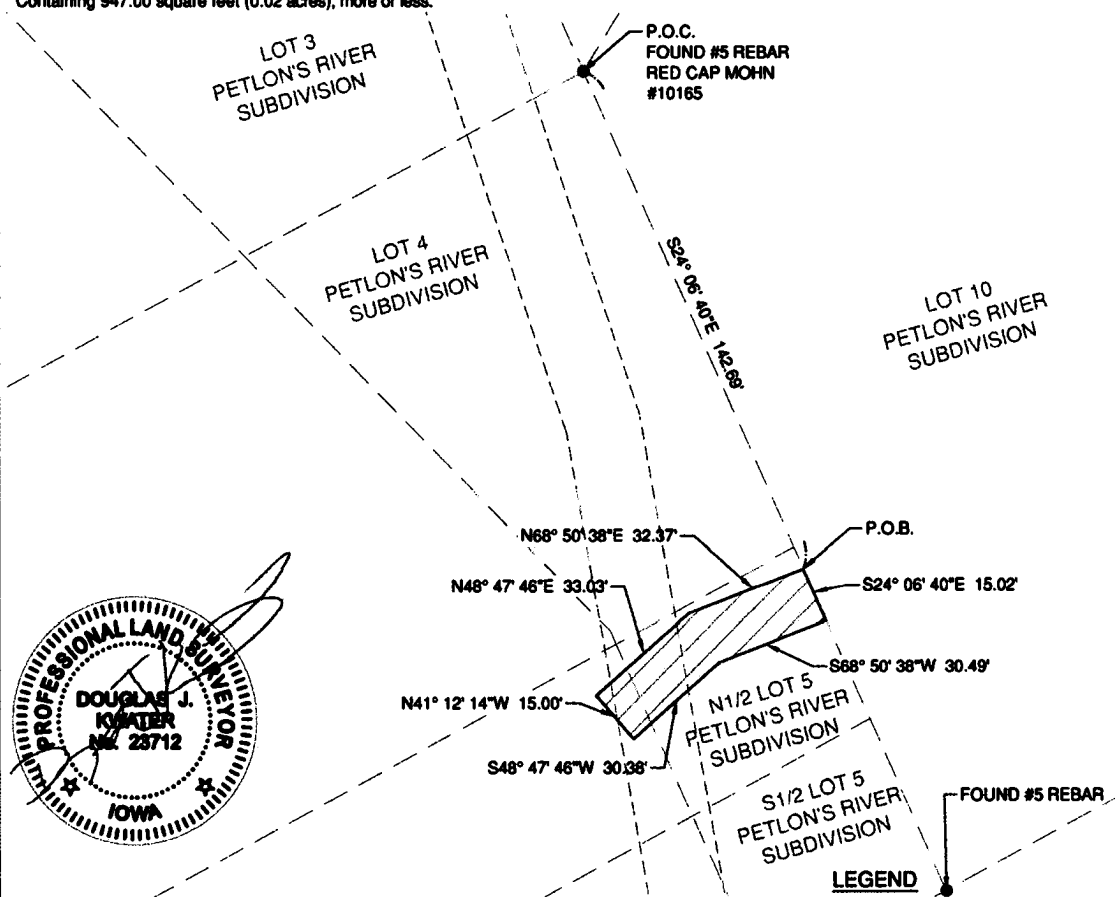 Containing 947.00 square feet (0.02 acres), more or less.
P.O.C.
FOUND #5 REBAR
RED CAP MOHN
#10165
LOT 3
PETLON'S RIVER
SUBDIVISION
LOT 4
PETLON'S RIVER
SUBDIVISION
S24° 06' 40"E 142.69'
LOT 10
PETLON'S RIVER
SUBDIVISION
N68° 50' 38"E 32.37'
P.O.B.
N48° 47' 46"E 33.03'
S24° 06' 40"E 15.02'
S68° 50' 38"W 30.49'
N41° 12' 14"W 15.00'
N1/2 LOT 5
PETLON'S RIVER
SUBDIVISION
S48° 47' 46"W 30.38'
S1/2 LOT 5
PETLON'S RIVER
SUBDIVISION
FOUND #5 REBAR
LEGEND
PROFESSIONAL LAND SURVEYOR
DOUGLAS J.
KWATER
No. 23712
IOWA